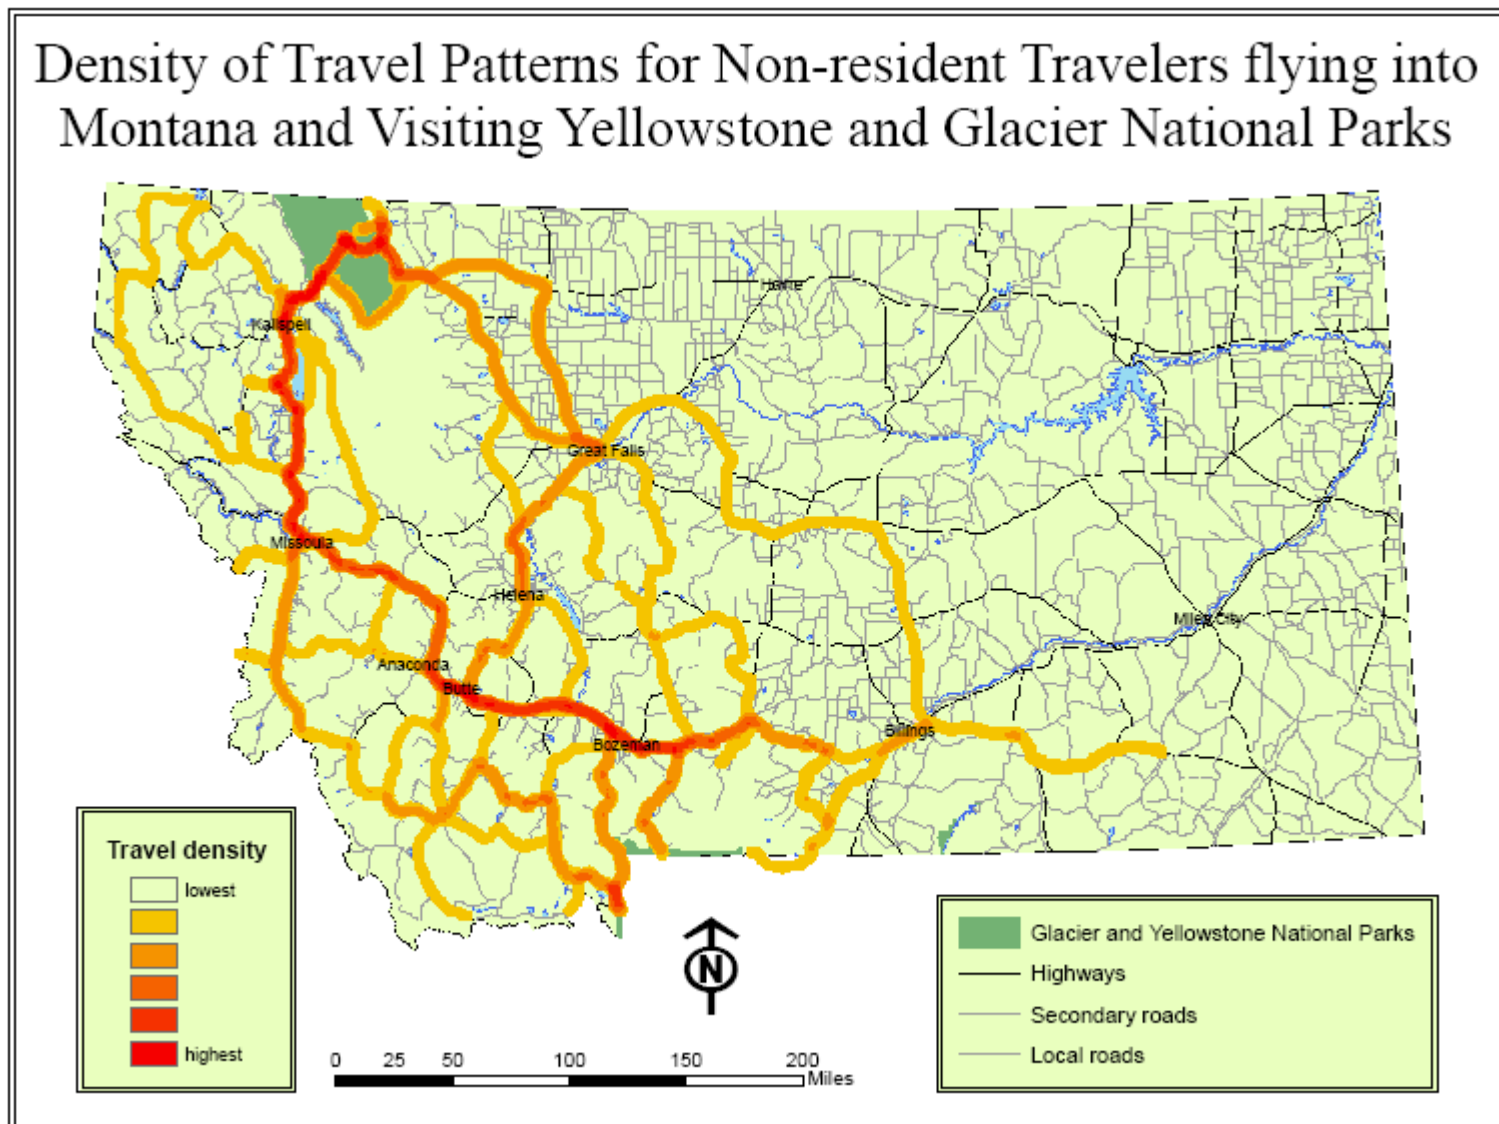 Density of Travel Patterns for Non-resident Travelers flying into
Montana and Visiting Yellowstone and Glacier National Parks
Havre
Kalispell
Great Falls
Missoula
Helena
Miles City
Anaconda
Butte
Billings
Bozeman
Travel density
lowest
highest
N
0 25 50 100 150 200
Miles
Glacier and Yellowstone National Parks
Highways
Secondary roads
Local roads